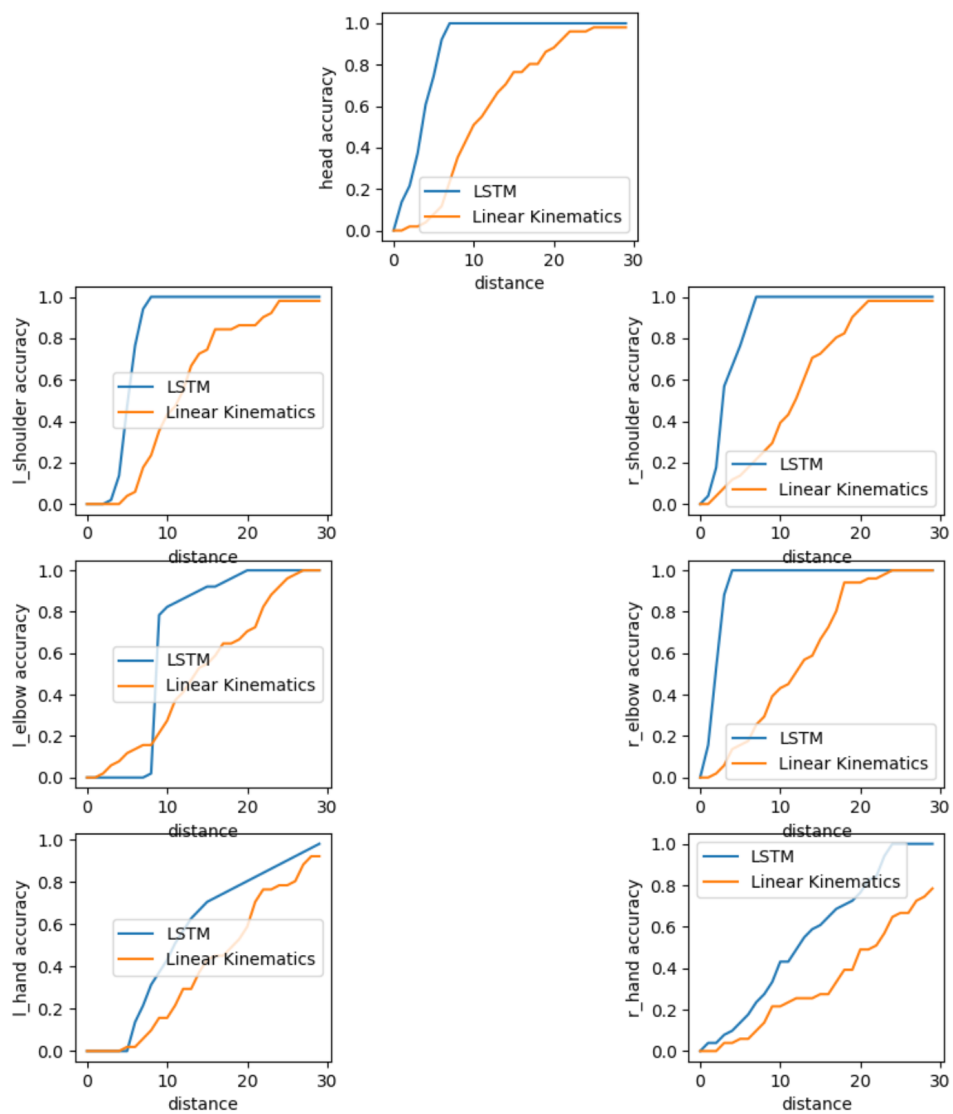 1.0
0.8
0.6
0.4
0.2
0.0
head accuracy
LSTM
Linear Kinematics
0 10 20 30
distance
1.0
0.8
0.6
0.4
0.2
0.0
l_shoulder accuracy
LSTM
Linear Kinematics
0 10 20 30
distance
1.0
0.8
0.6
0.4
0.2
0.0
r_shoulder accuracy
LSTM
Linear Kinematics
0 10 20 30
distance
1.0
0.8
0.6
0.4
0.2
0.0
l_elbow accuracy
LSTM
Linear Kinematics
0 10 20 30
distance
1.0
0.8
0.6
0.4
0.2
0.0
r_elbow accuracy
LSTM
Linear Kinematics
0 10 20 30
distance
1.0
0.8
0.6
0.4
0.2
0.0
l_hand accuracy
LSTM
Linear Kinematics
0 10 20 30
distance
1.0
0.8
0.6
0.4
0.2
0.0
r_hand accuracy
LSTM
Linear Kinematics
0 10 20 30
distance